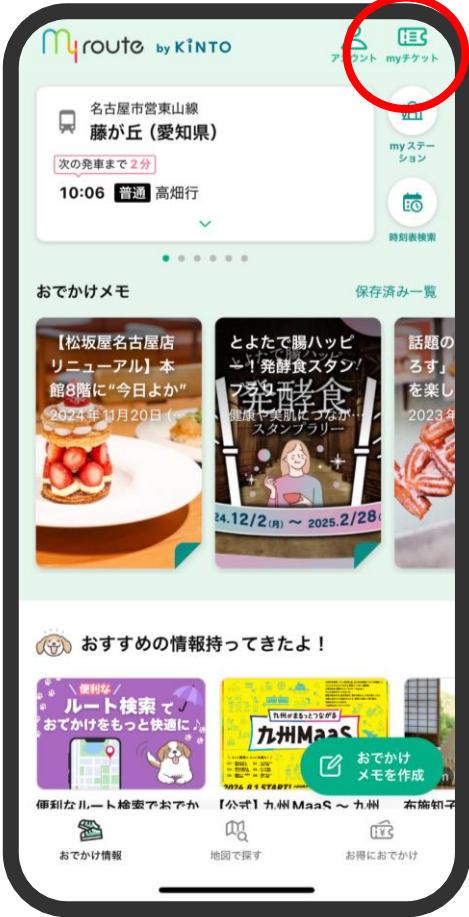 my route by KINTO
アカウント
myチケット
名古屋市営東山線
藤が丘（愛知県）
次の発車まで 2分
10:06 普通 高畑行
myステー
ション
時刻表検索
おでかけメモ
保存済み一覧
【松坂屋名古屋店
リニューアル】本
館8階に“今日よか”
2024年11月20日（…
とよたで腸ハッピ
ー！発酵食スタン
プラリー
健康や美肌につなが…
発酵食
スタンプラリー
24.12/2(月) ～ 2025.2/28
話題の
ろす」
を楽し
2023年
おすすめの情報持ってきたよ！
便利な
ルート検索で
おでかけをもっと快適に♪
九州がまるっとつながる
九州MaaS
2024.8.1 START!
おでかけ
メモを作成
便利なルート検索でおでか
【公式】九州MaaS ～ 九州
布施知子
おでかけ情報
地図で探す
お得におでかけ